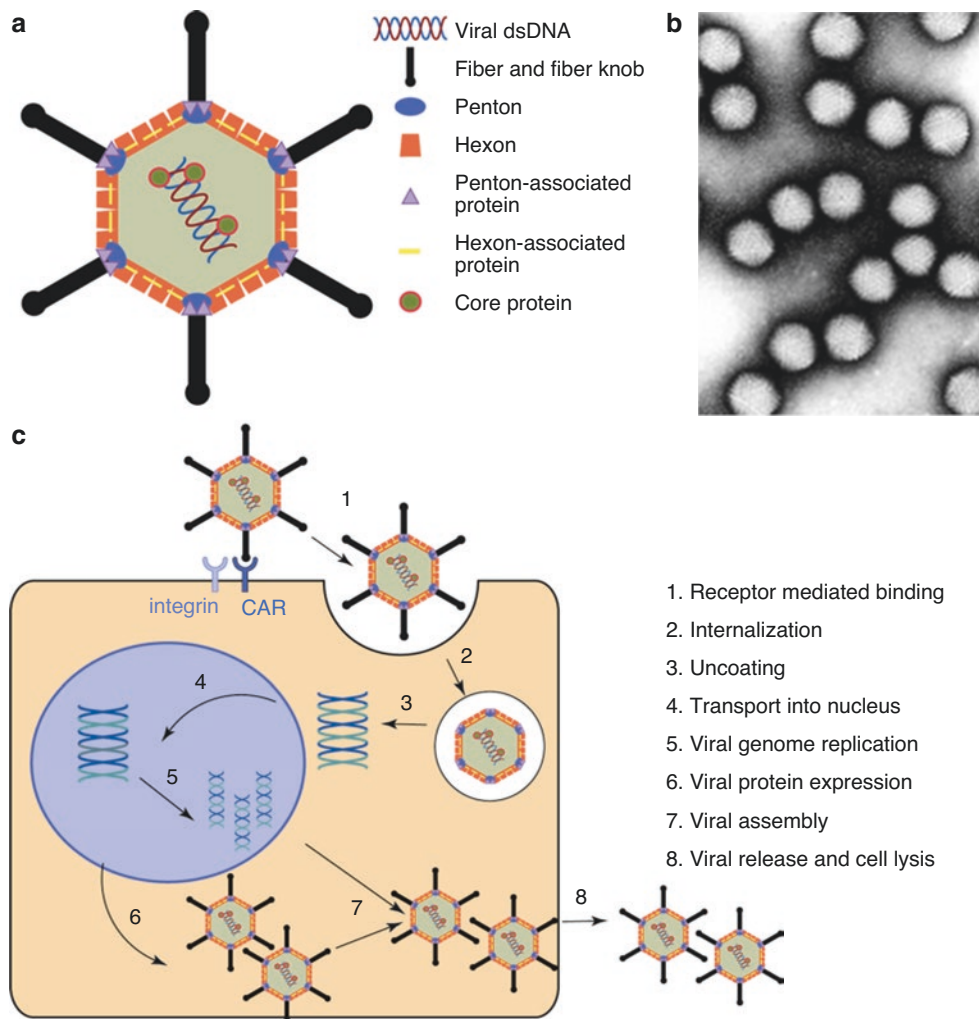 a
Viral dsDNA
Fiber and fiber knob
Penton
Hexon
Penton-associated
protein
Hexon-associated
protein
Core protein
b
c
1
integrin
CAR
2
3
4
5
6
7
8
1. Receptor mediated binding
2. Internalization
3. Uncoating
4. Transport into nucleus
5. Viral genome replication
6. Viral protein expression
7. Viral assembly
8. Viral release and cell lysis